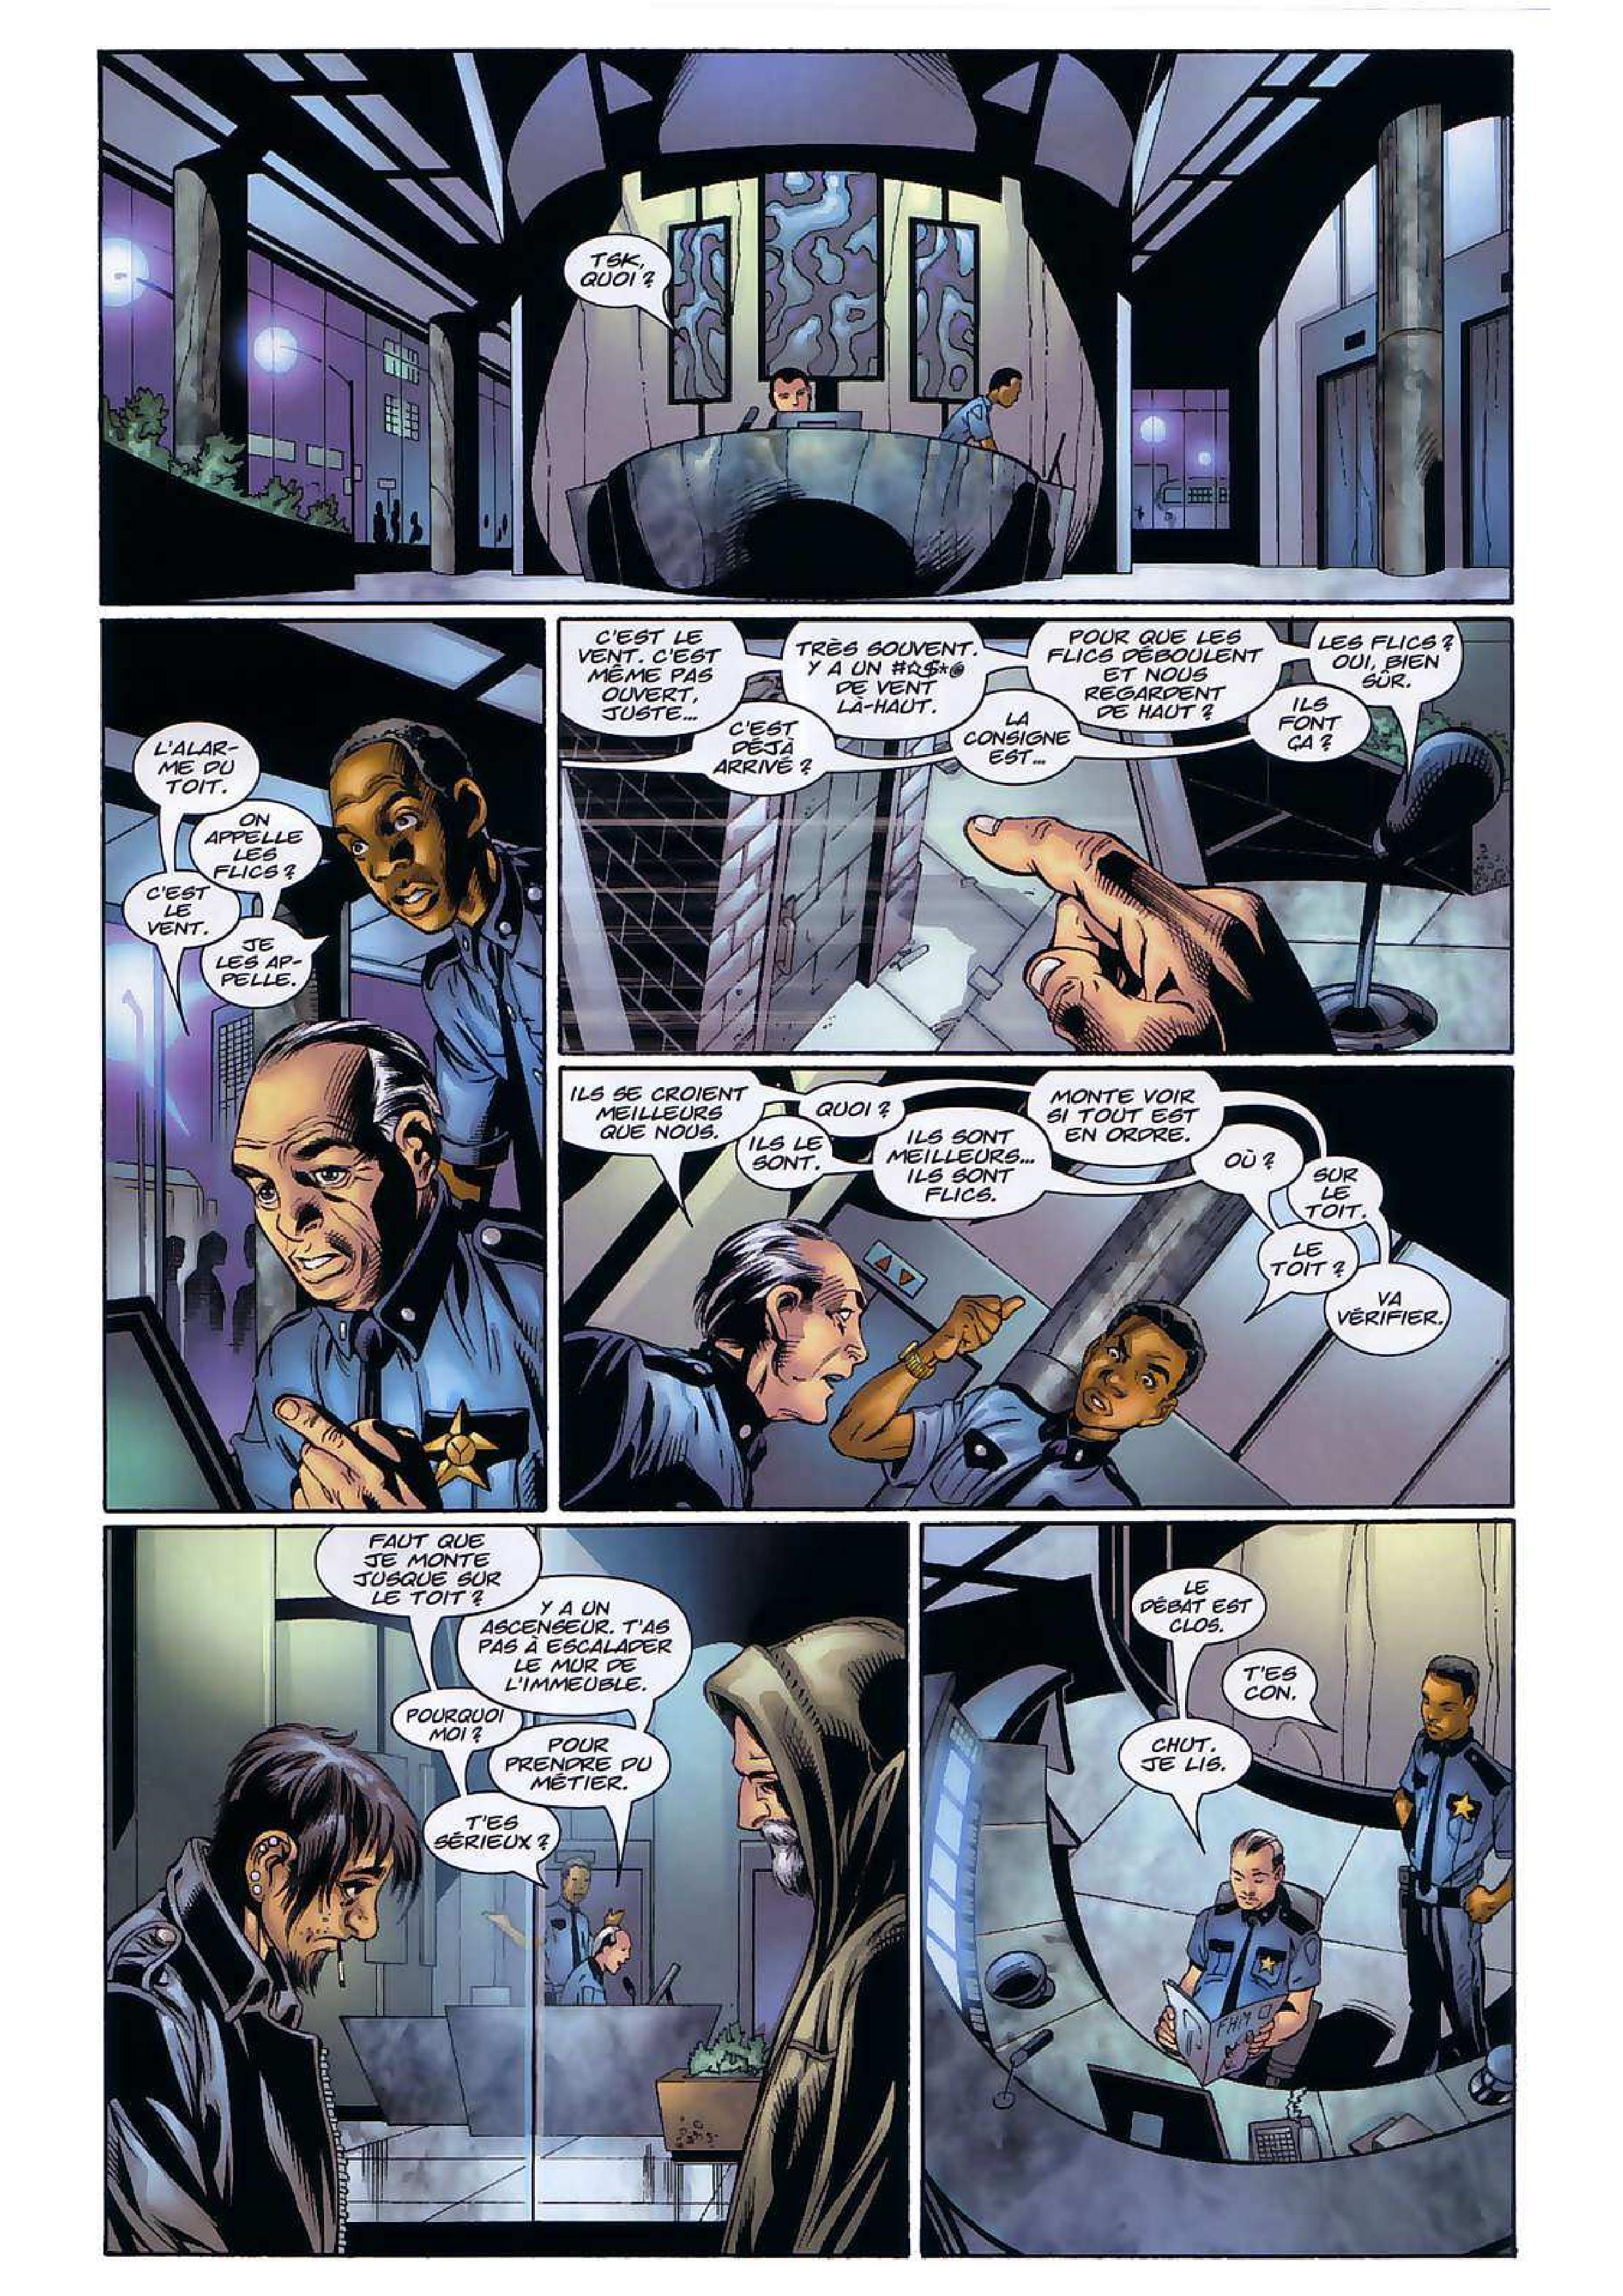 TSK,
QUOI ?
L'ALAR-
ME DU
TOIT.
ON
APPELLE
LES
FLICS ?
C'EST
LE
VENT.
JE
LES AP-
PELLE.
C'EST LE
VENT. C'EST
MÊME PAS
OUVERT,
JUSTE...
C'EST
DÉJÀ
ARRIVÉ ?
TRÈS SOUVENT.
Y A UN #☆$*@
DE VENT
LÀ-HAUT.
LA
CONSIGNE
EST...
POUR QUE LES
FLICS DÉBOULENT
ET NOUS
REGARDENT
DE HAUT ?
ILS
FONT
ÇA ?
LES FLICS ?
OUI, BIEN
SÛR.
ILS SE CROIENT
MEILLEURS
QUE NOUS.
ILS LE
SONT.
QUOI ?
ILS SONT
MEILLEURS...
ILS SONT
FLICS.
MONTE VOIR
SI TOUT EST
EN ORDRE.
OÙ ?
SUR
LE
TOIT.
LE
TOIT ?
VA
VÉRIFIER.
FAUT QUE
JE MONTE
JUSQUE SUR
LE TOIT ?
Y A UN
ASCENSEUR. T'AS
PAS À ESCALADER
LE MUR DE
L'IMMEUBLE.
POURQUOI
MOI ?
POUR
PRENDRE DU
MÉTIER.
T'ES
SÉRIEUX ?
LE
DÉBAT EST
CLOS.
T'ES
CON.
CHUT.
JE LIS.
FHM